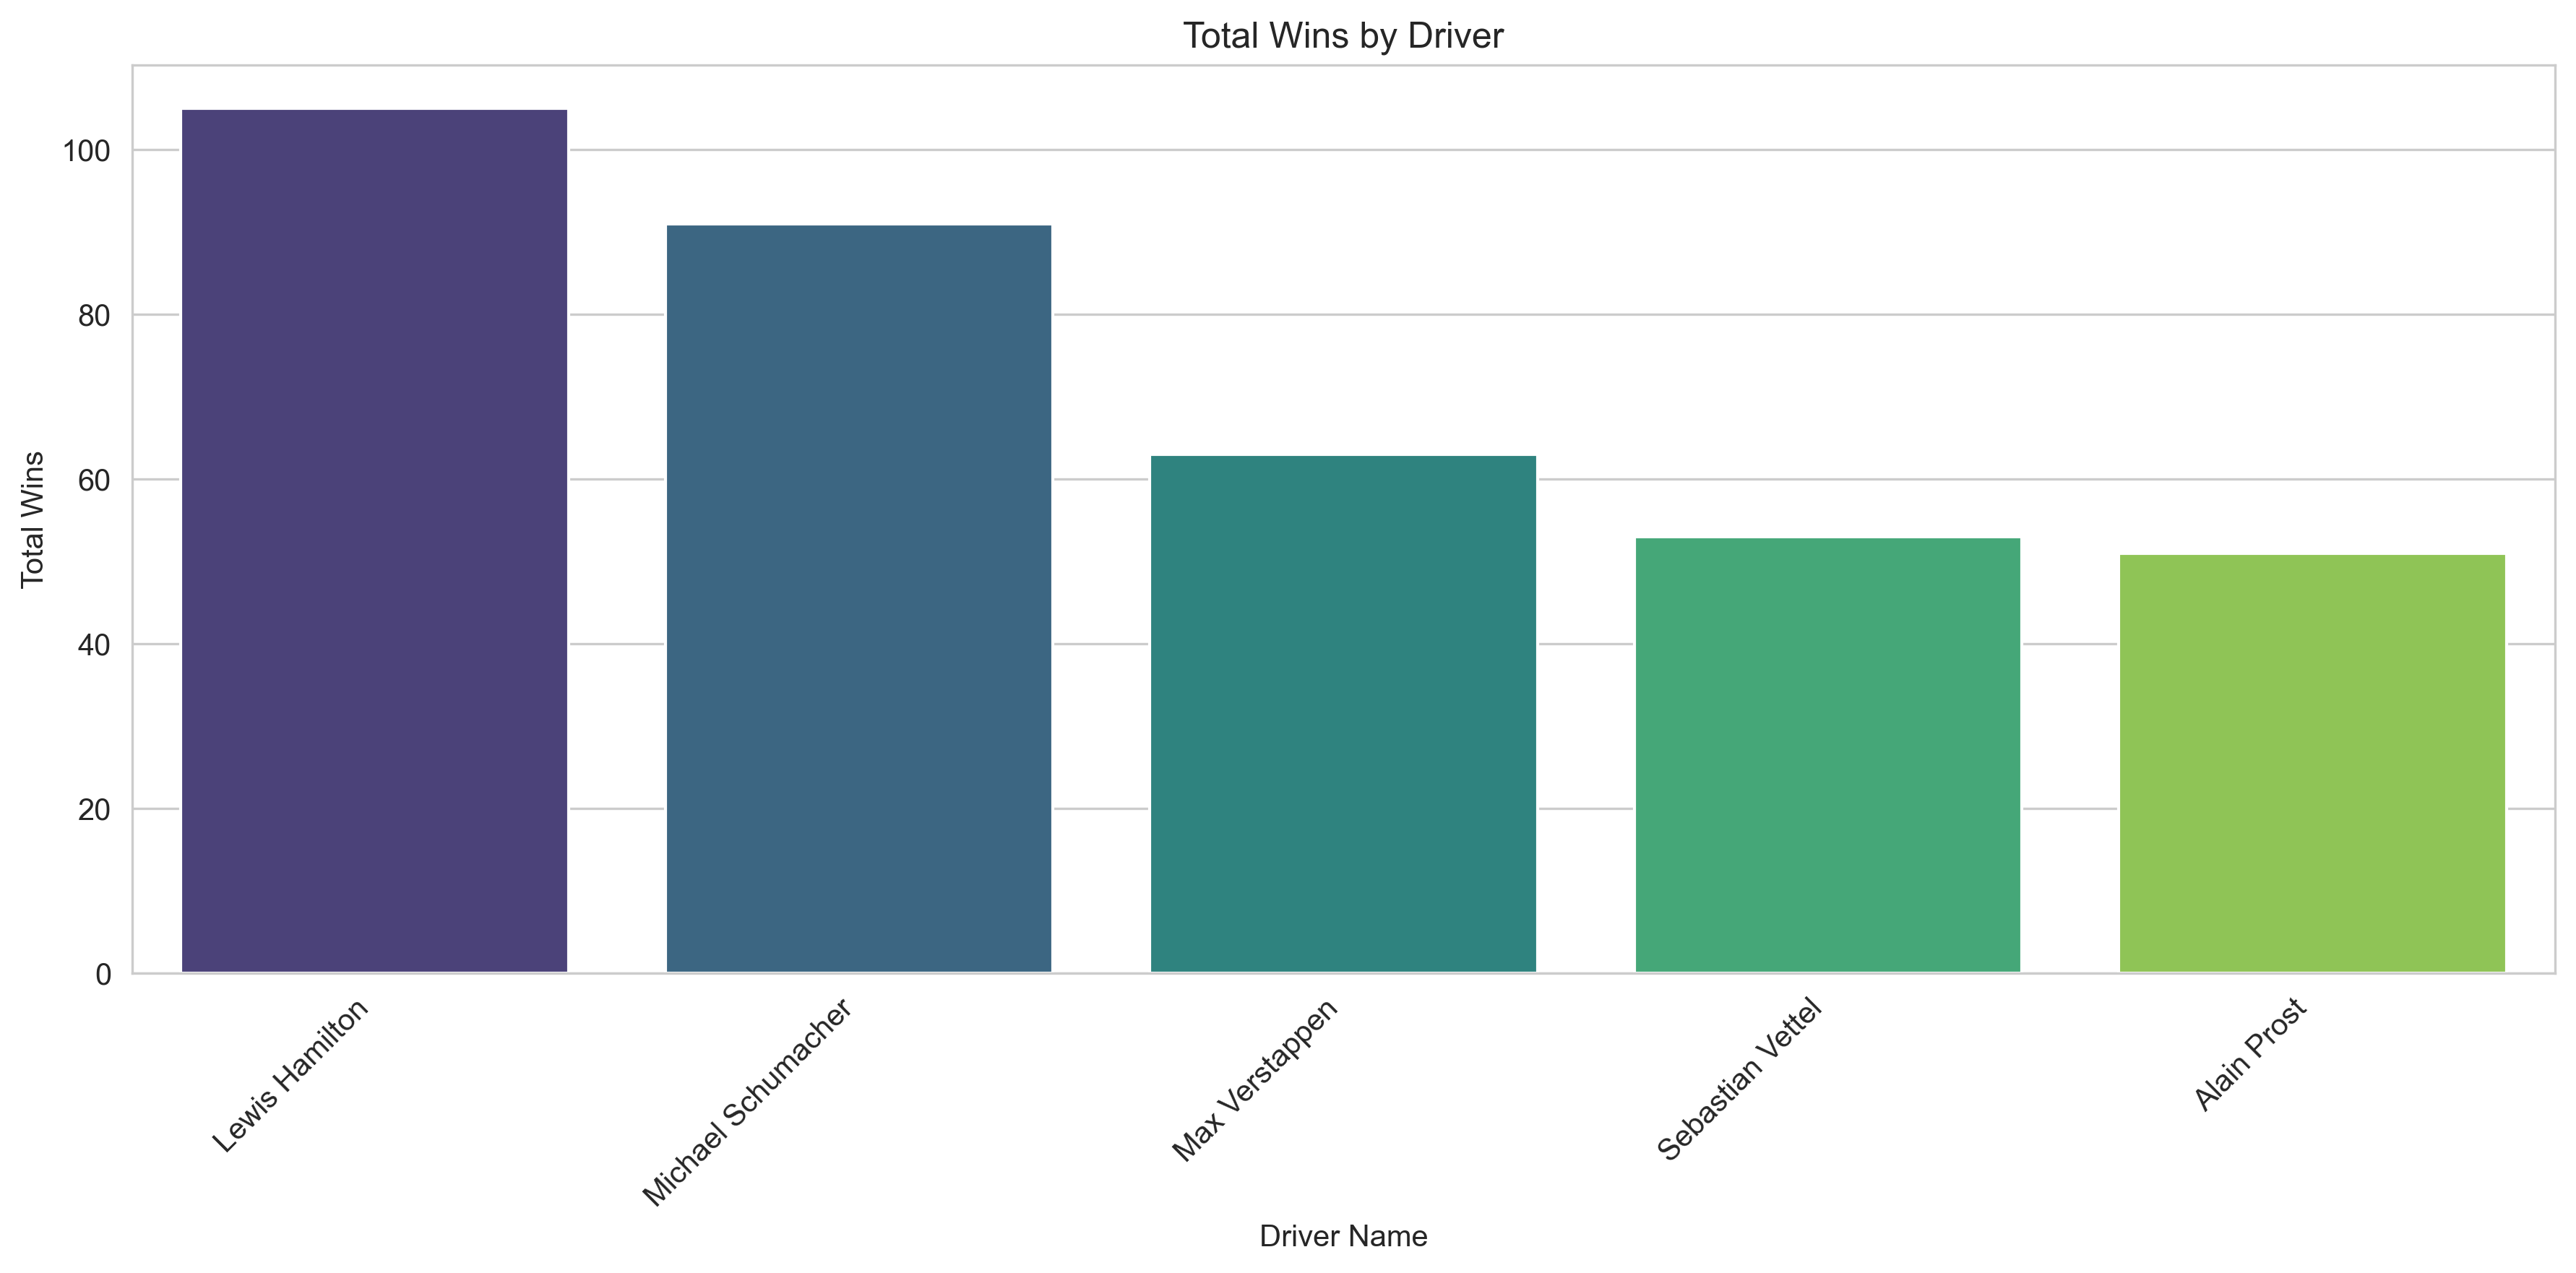 Total Wins by Driver
Total Wins
100
80
60
40
20
0
Lewis Hamilton
Michael Schumacher
Max Verstappen
Sebastian Vettel
Alain Prost
Driver Name